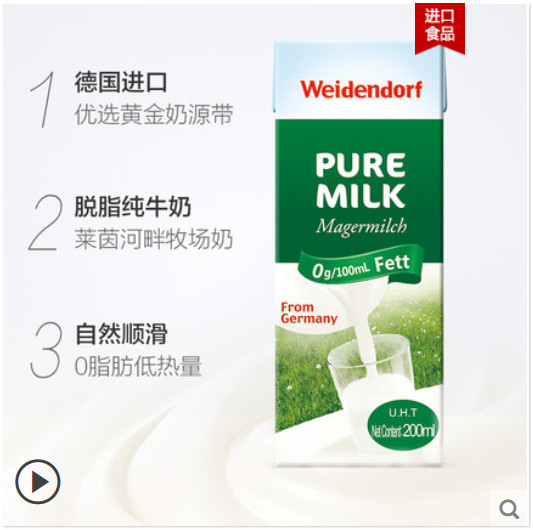 进口
食品
1 德国进口
优选黄金奶源带
2 脱脂纯牛奶
莱茵河畔牧场奶
3 自然顺滑
0脂肪低热量
Weidendorf
PURE
MILK
Magermilch
0g/100mL Fett
From
Germany
U.H.T
Net Content 200ml